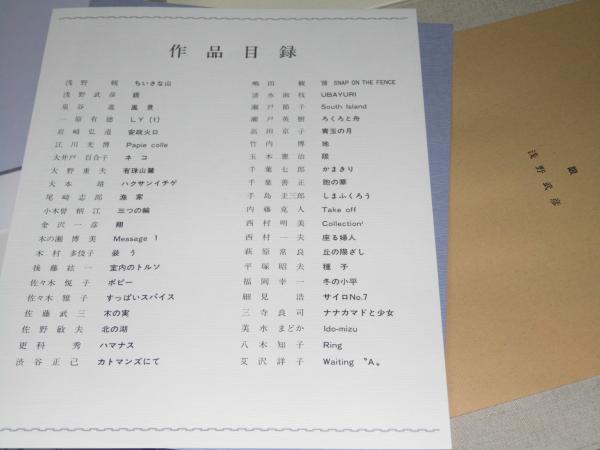 作品目録
浅野 幌 ちいさな山
浅野武彦 鏡
泉谷 進 風景
一原有徳 LY (1)
岩崎弘道 安政火口
江川光博 Papie colle
大井戸百合子 ネコ
大野重夫 有珠山麓
大本 靖 ハクサンイチゲ
尾崎志郎 漁家
小木曽柄江 三つの輪
金沢一彦 翔
木の瀬博美 Message 1
木村多伎子 装う
後藤紘一 室内のトルソ
佐々木悦子 ポピー
佐々木雅子 すっぱいスパイス
佐藤武三 木の実
佐野敏夫 北の湖
更科 秀 ハマナス
渋谷正己 カトマンズにて
嶋田 SNAP ON THE FENCE
清水淑枝 UBAYURI
瀬戸節子 South Island
瀬戸英樹 ろくろと舟
高田京子 青玉の月
竹内 博 地
玉本憲治 限
千葉七郎 かまきり
千葉善正 胞の華
手島圭三郎 しまふくろう
内藤克人 Take off
西村明美 Collection'
西村一夫 座る婦人
萩原常良 丘の陽ざし
平塚昭夫 種子
福岡幸一 冬の小平
細見 浩 サイロNo.7
三寺良司 ナナカマドと少女
美水まどか Ido-mizu
八木知子 Ring
艾沢詳子 Waiting〝A〟
浅野武彦